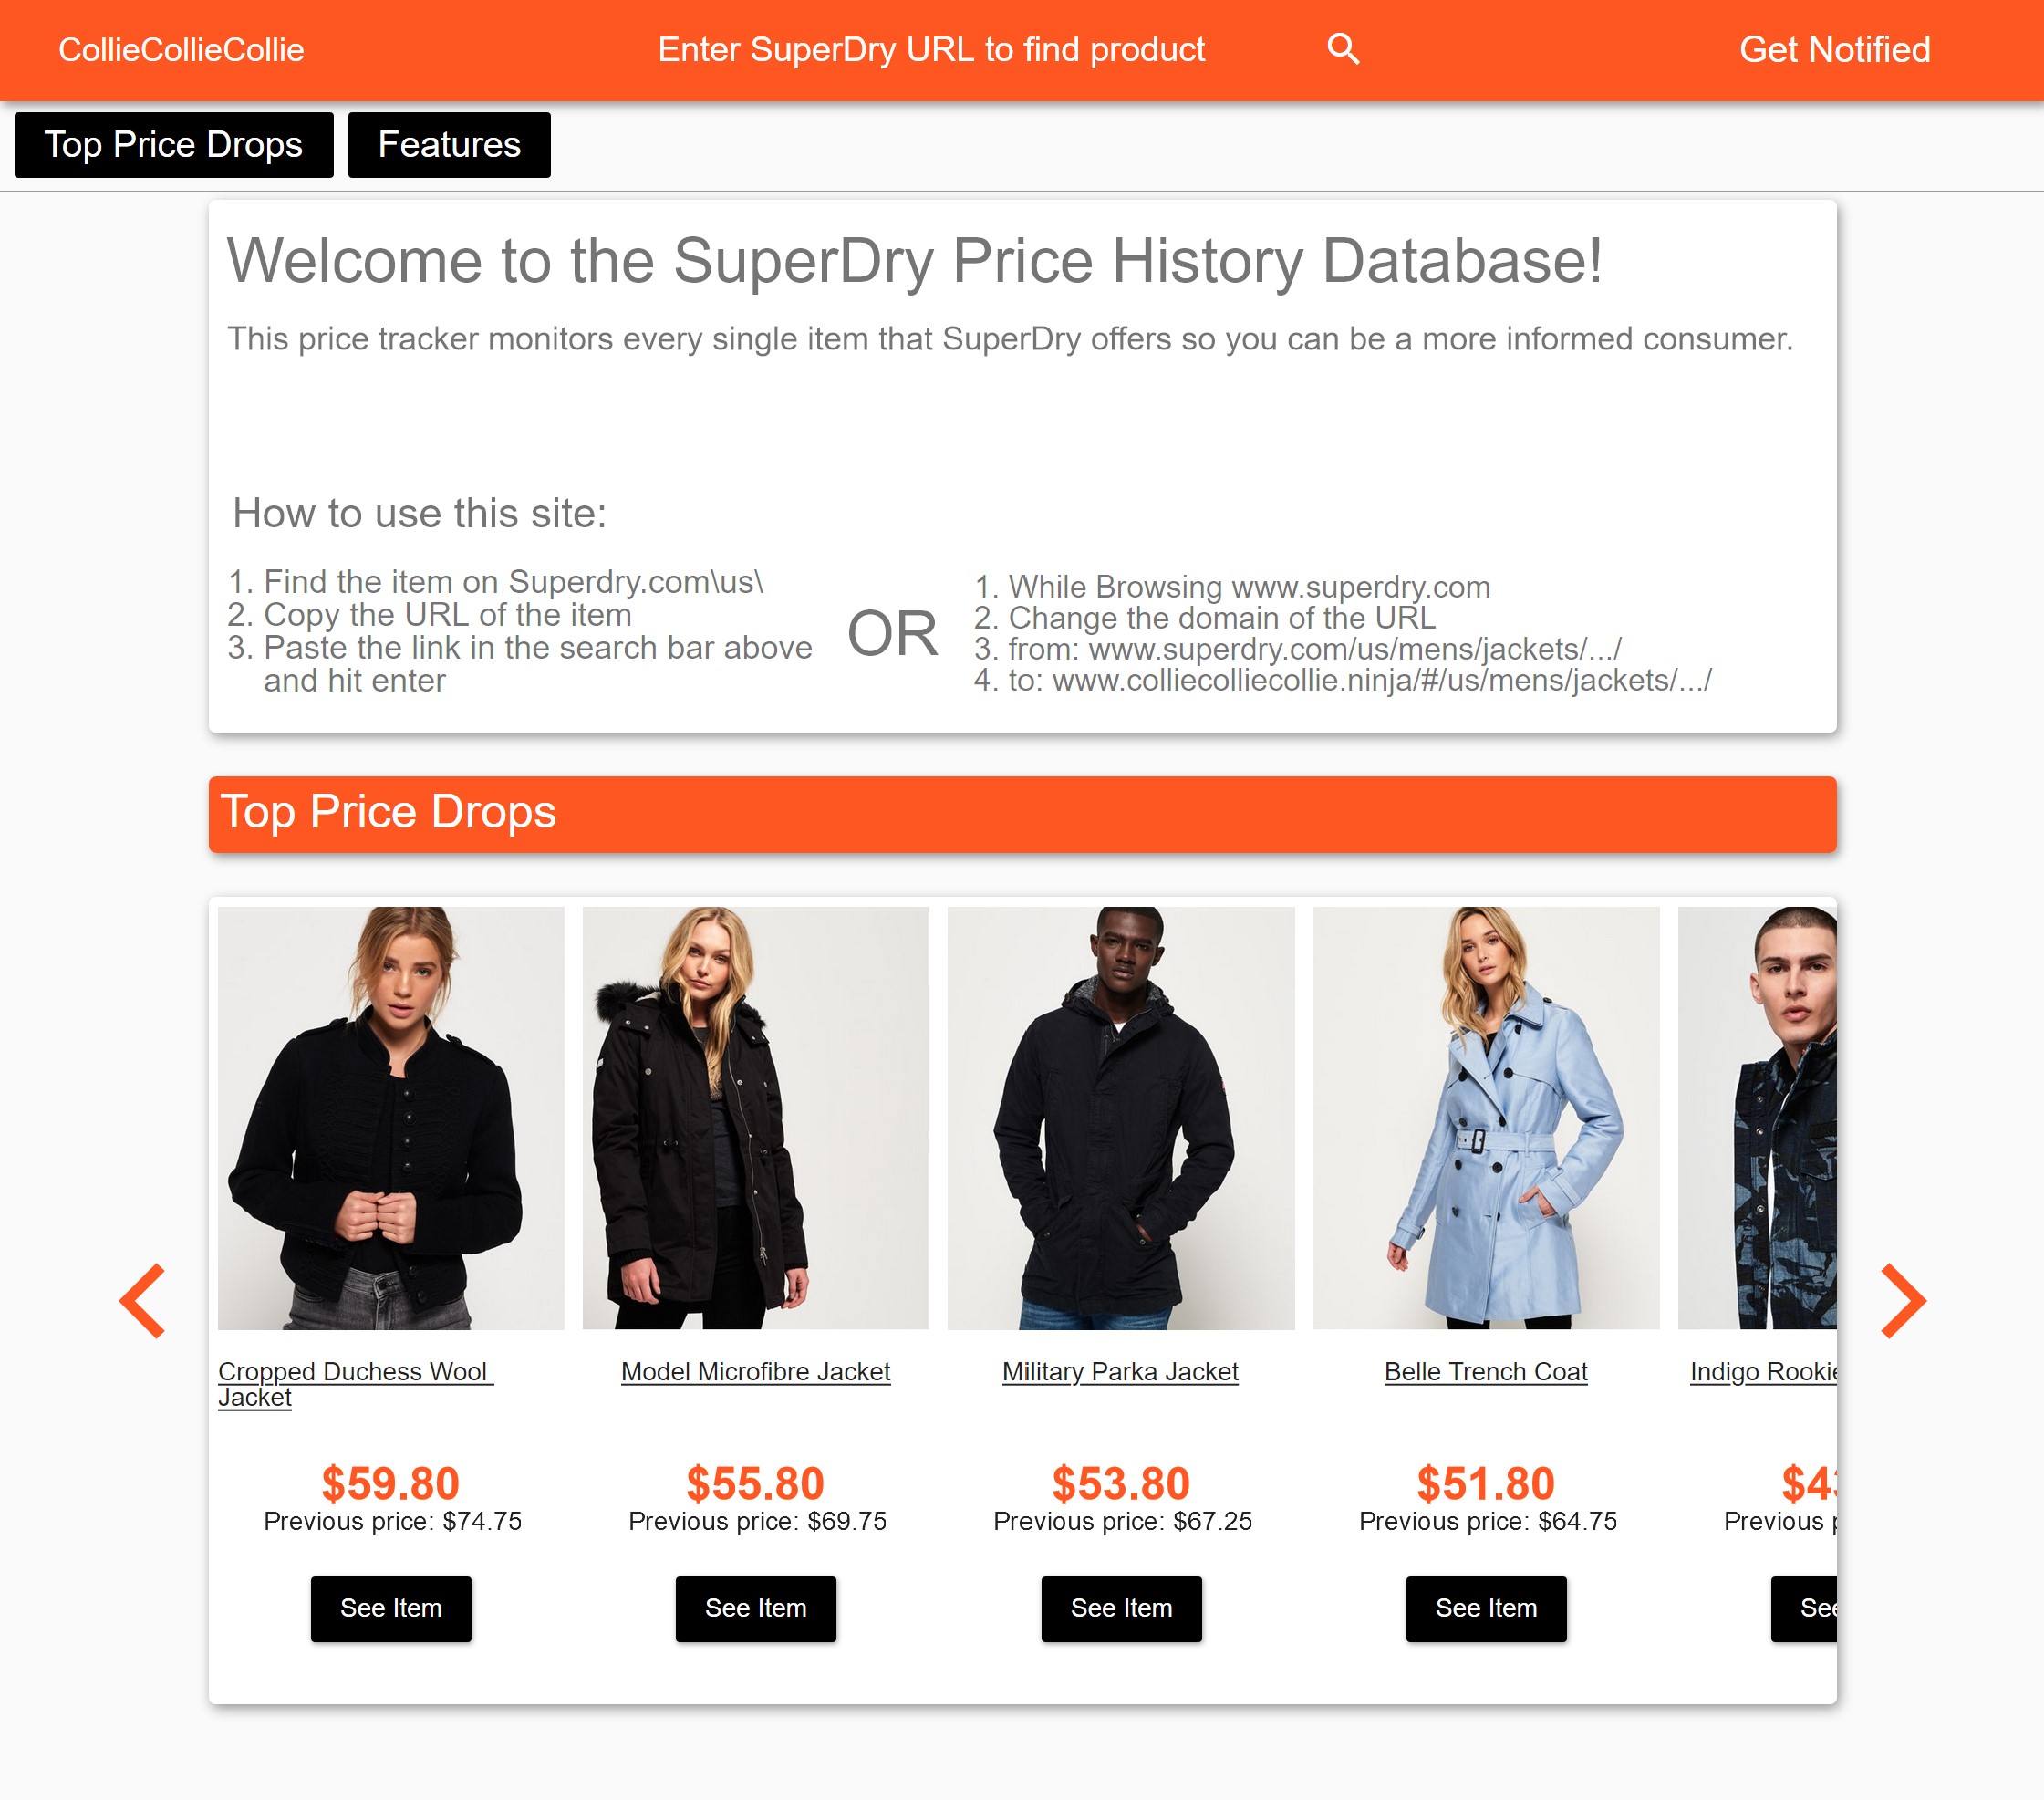 CollieCollieCollie
Enter SuperDry URL to find product
Get Notified
Top Price Drops
Features
Welcome to the SuperDry Price History Database!
This price tracker monitors every single item that SuperDry offers so you can be a more informed consumer.
How to use this site:
1. Find the item on Superdry.com\us\
2. Copy the URL of the item
3. Paste the link in the search bar above
and hit enter
OR
1. While Browsing www.superdry.com
2. Change the domain of the URL
3. from: www.superdry.com/us/mens/jackets/.../
4. to: www.colliecolliecollie.ninja/#/us/mens/jackets/.../
Top Price Drops
Cropped Duchess Wool
Jacket
$59.80
Previous price: $74.75
See Item
Model Microfibre Jacket
$55.80
Previous price: $69.75
See Item
Military Parka Jacket
$53.80
Previous price: $67.25
See Item
Belle Trench Coat
$51.80
Previous price: $64.75
See Item
Indigo Rookie
Previous
See